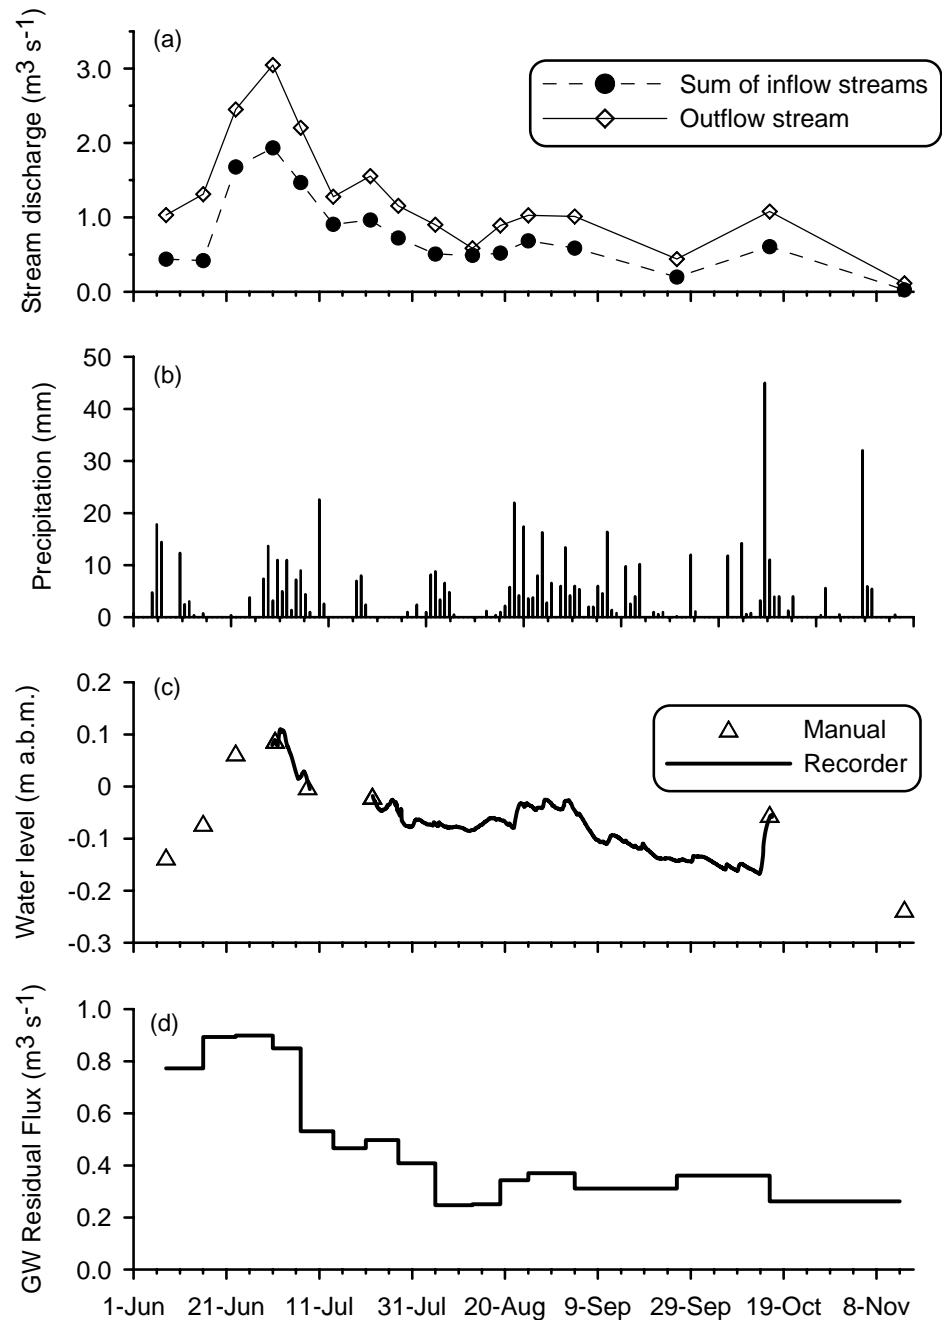 (a)
Stream discharge (m3 s-1)
3.0
2.0
1.0
0.0
Sum of inflow streams
Outflow stream
(b)
Precipitation (mm)
50
40
30
20
10
0
(c)
Water level (m a.b.m.)
0.2
0.1
0
-0.1
-0.2
-0.3
Manual
Recorder
(d)
GW Residual Flux (m3 s-1)
1.0
0.8
0.6
0.4
0.2
0.0
1-Jun 21-Jun 11-Jul 31-Jul 20-Aug 9-Sep 29-Sep 19-Oct 8-Nov